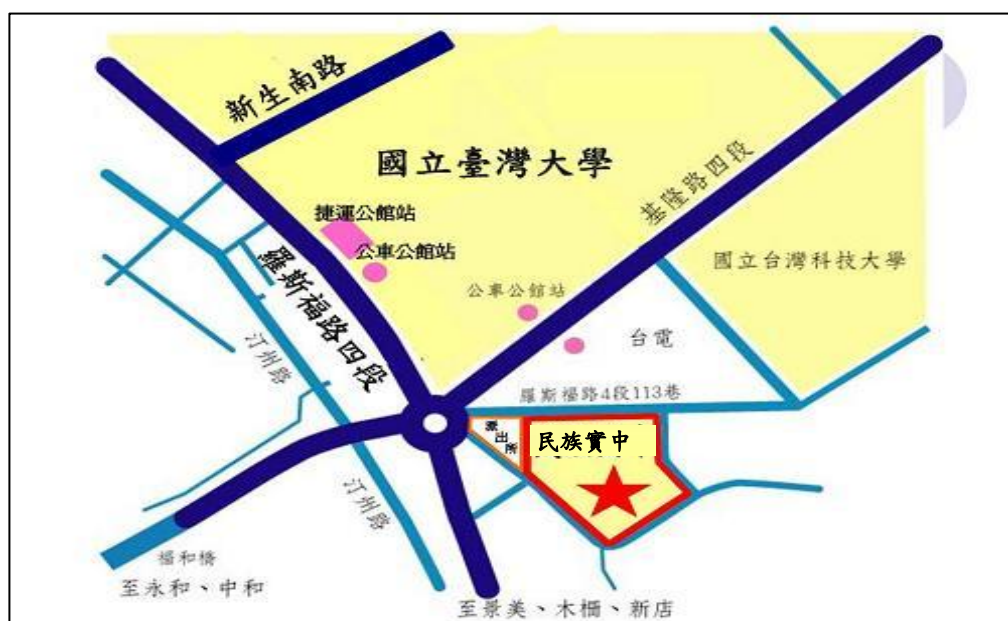 新生南路
國立臺灣大學
基隆路四段
捷運公館站
公車公館站
國立台灣科技大學
羅斯福路四段
公車公館站
台電
汀州路
羅斯福路4段113巷
派出所
民族實中
汀州路
福和橋
至永和、中和
至景美、木柵、新店